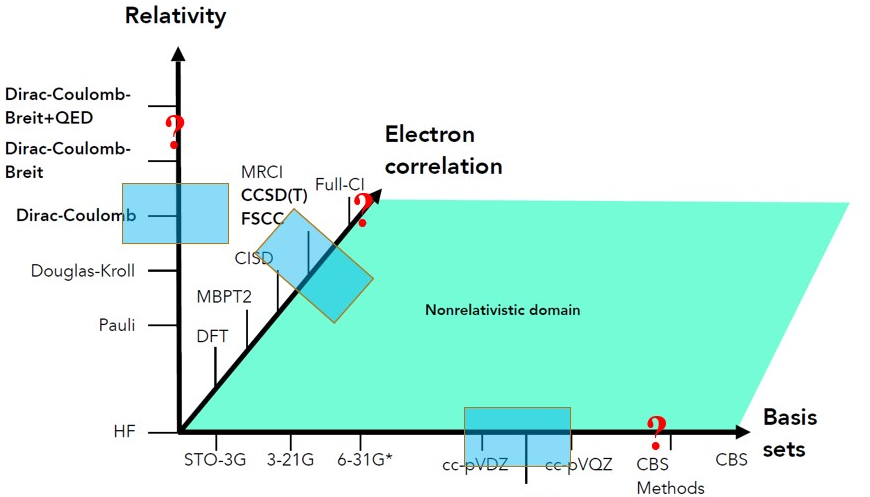 Relativity
Dirac-Coulomb-
Breit+QED
?
Dirac-Coulomb-
Breit
Dirac-Coulomb
Douglas-Kroll
Pauli
HF
Electron
correlation
MRCI
CCSD(T)
FSCC
Full-CI
?
CISD
MBPT2
DFT
Nonrelativistic domain
STO-3G
3-21G
6-31G*
cc-pVDZ
cc-pVQZ
?
CBS
Methods
CBS
Basis
sets